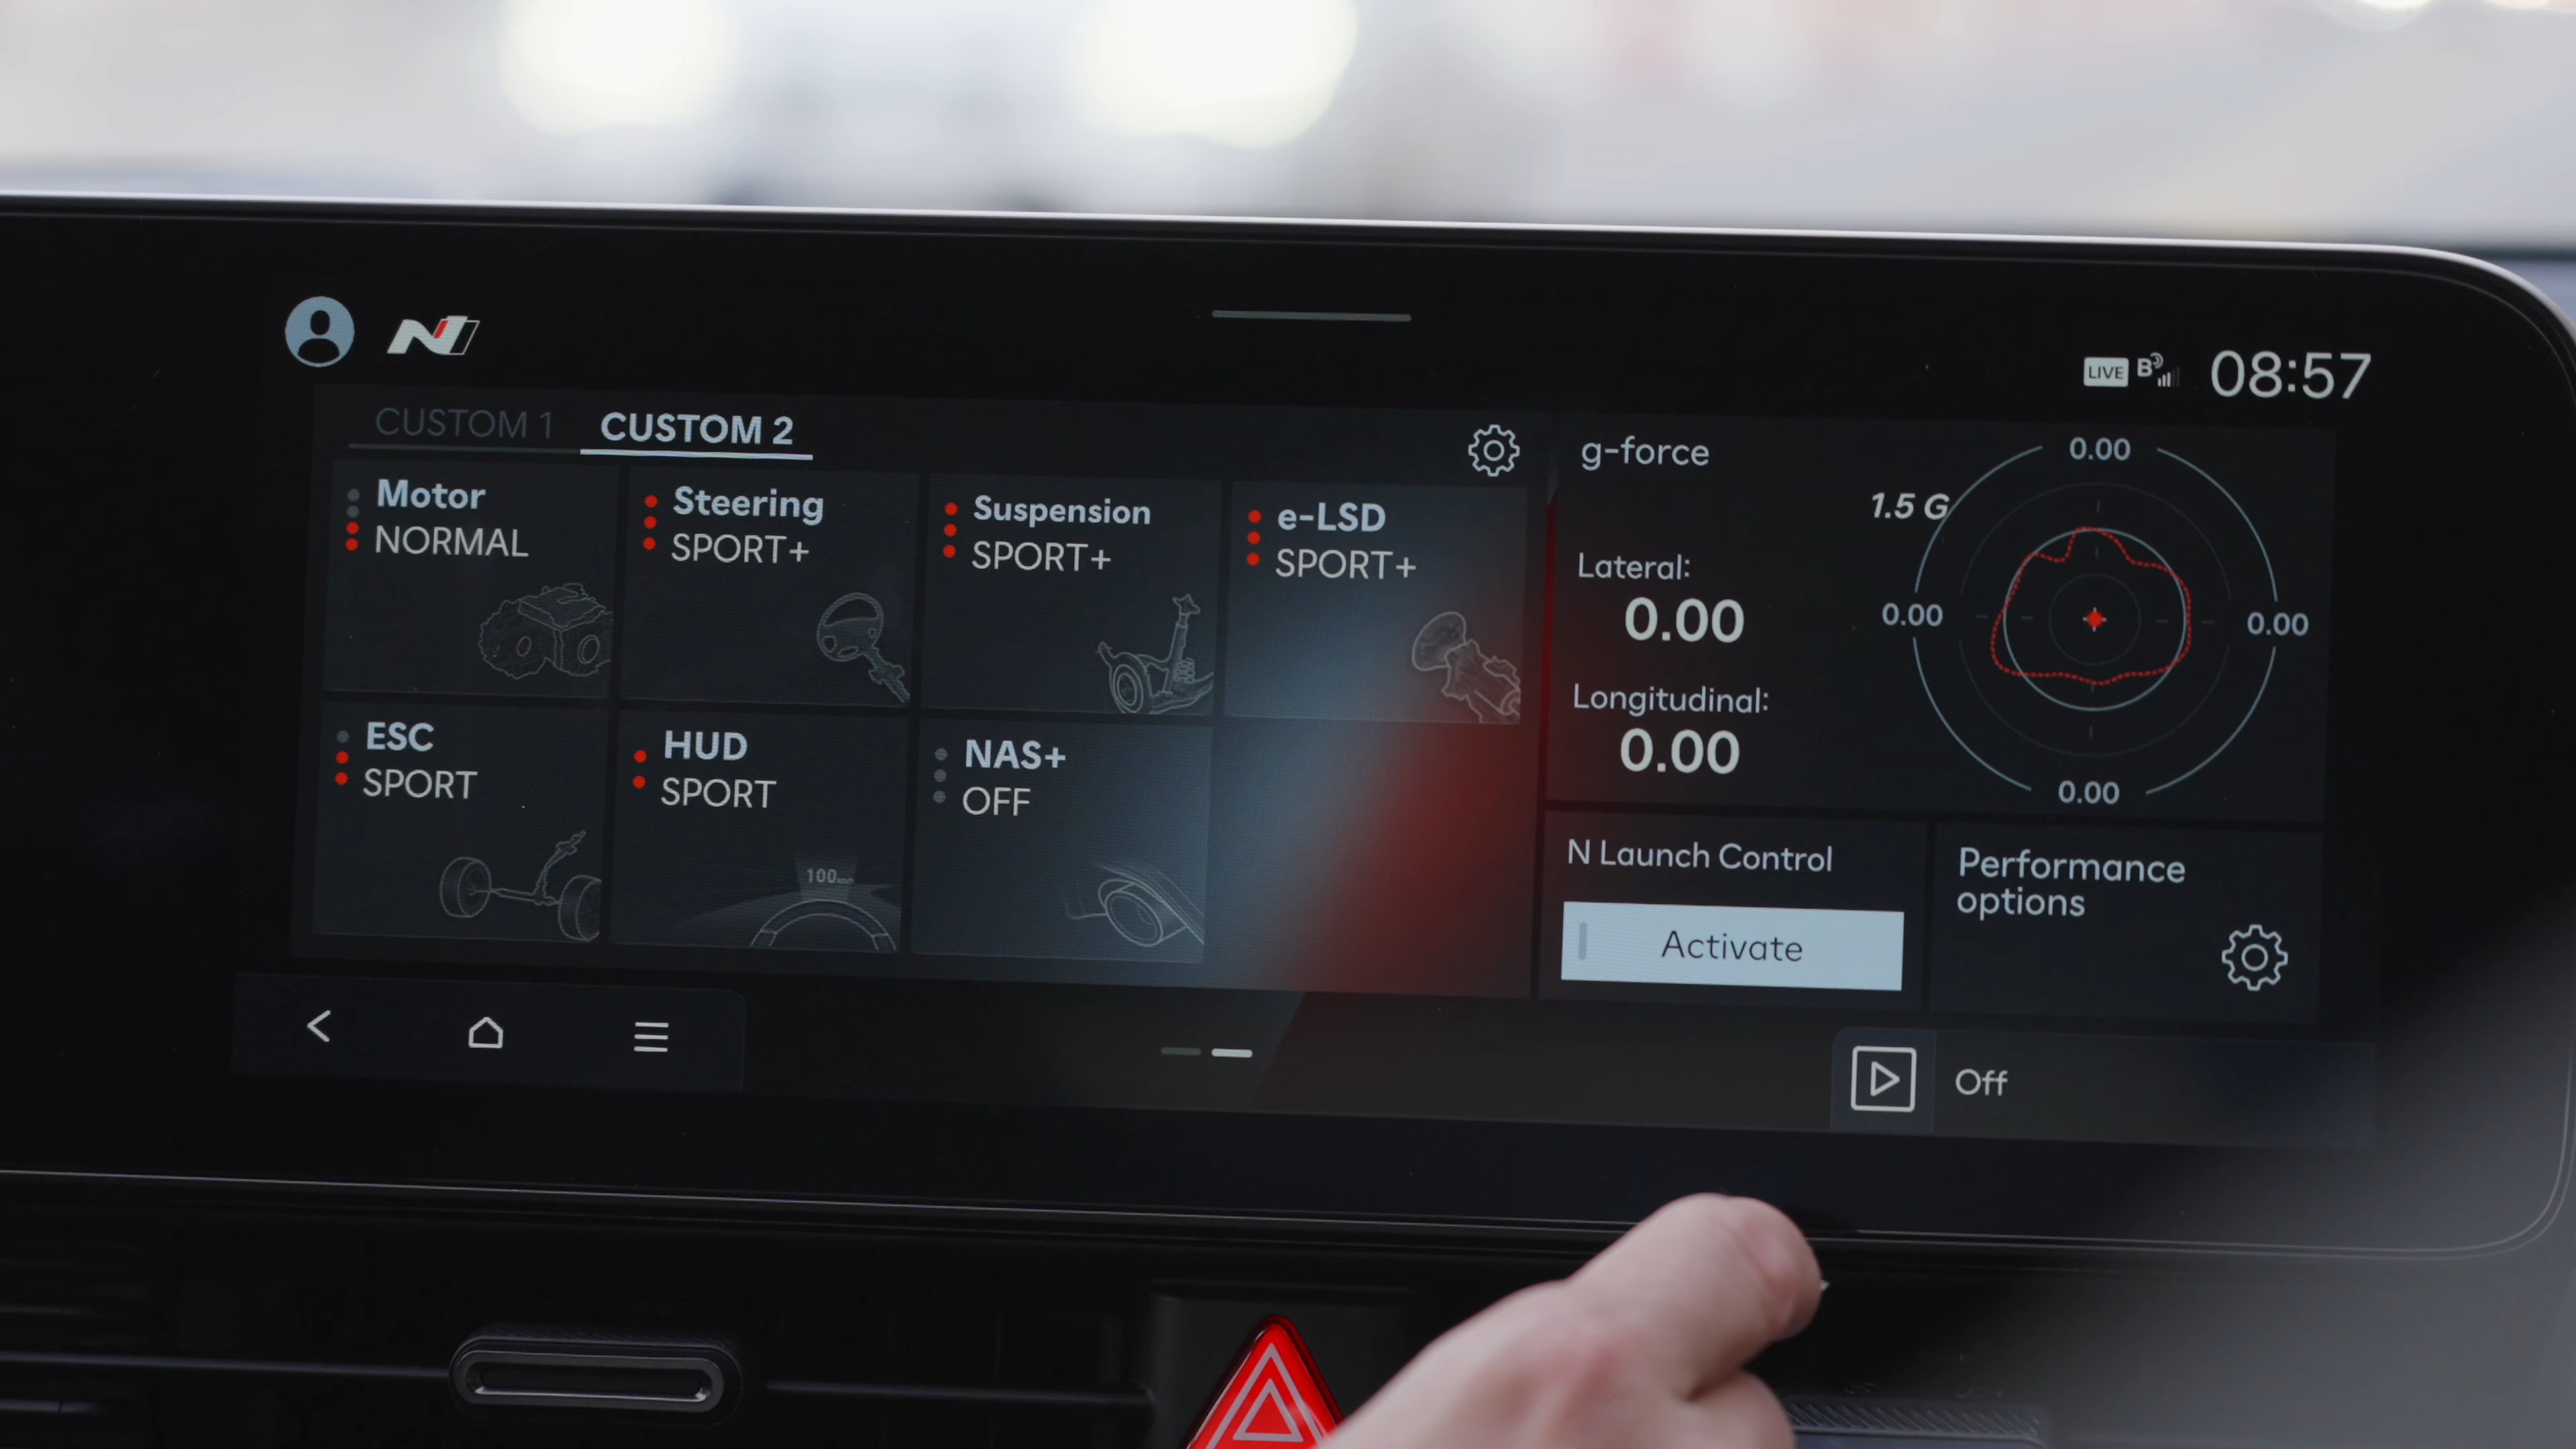 N
LIVE B 08:57
CUSTOM 1 CUSTOM 2
Motor
NORMAL
Steering
SPORT+
Suspension
SPORT+
e-LSD
SPORT+
ESC
SPORT
HUD
SPORT
100
NAS+
OFF
g-force
1.5 G
0.00
0.00
0.00
0.00
Lateral:
0.00
Longitudinal:
0.00
N Launch Control
Activate
Performance
options
Off